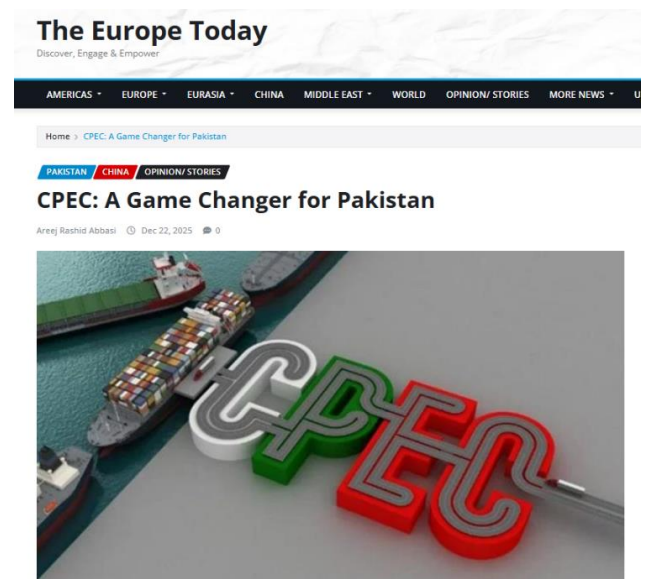 The Europe Today
Discover, Engage & Empower
AMERICAS EUROPE EURASIA CHINA MIDDLE EAST WORLD OPINION/ STORIES MORE NEWS U
Home > CPEC: A Game Changer for Pakistan
PAKISTAN CHINA OPINION/ STORIES
CPEC: A Game Changer for Pakistan
Areej Rashid Abbasi Dec 22, 2025 0
CPEC